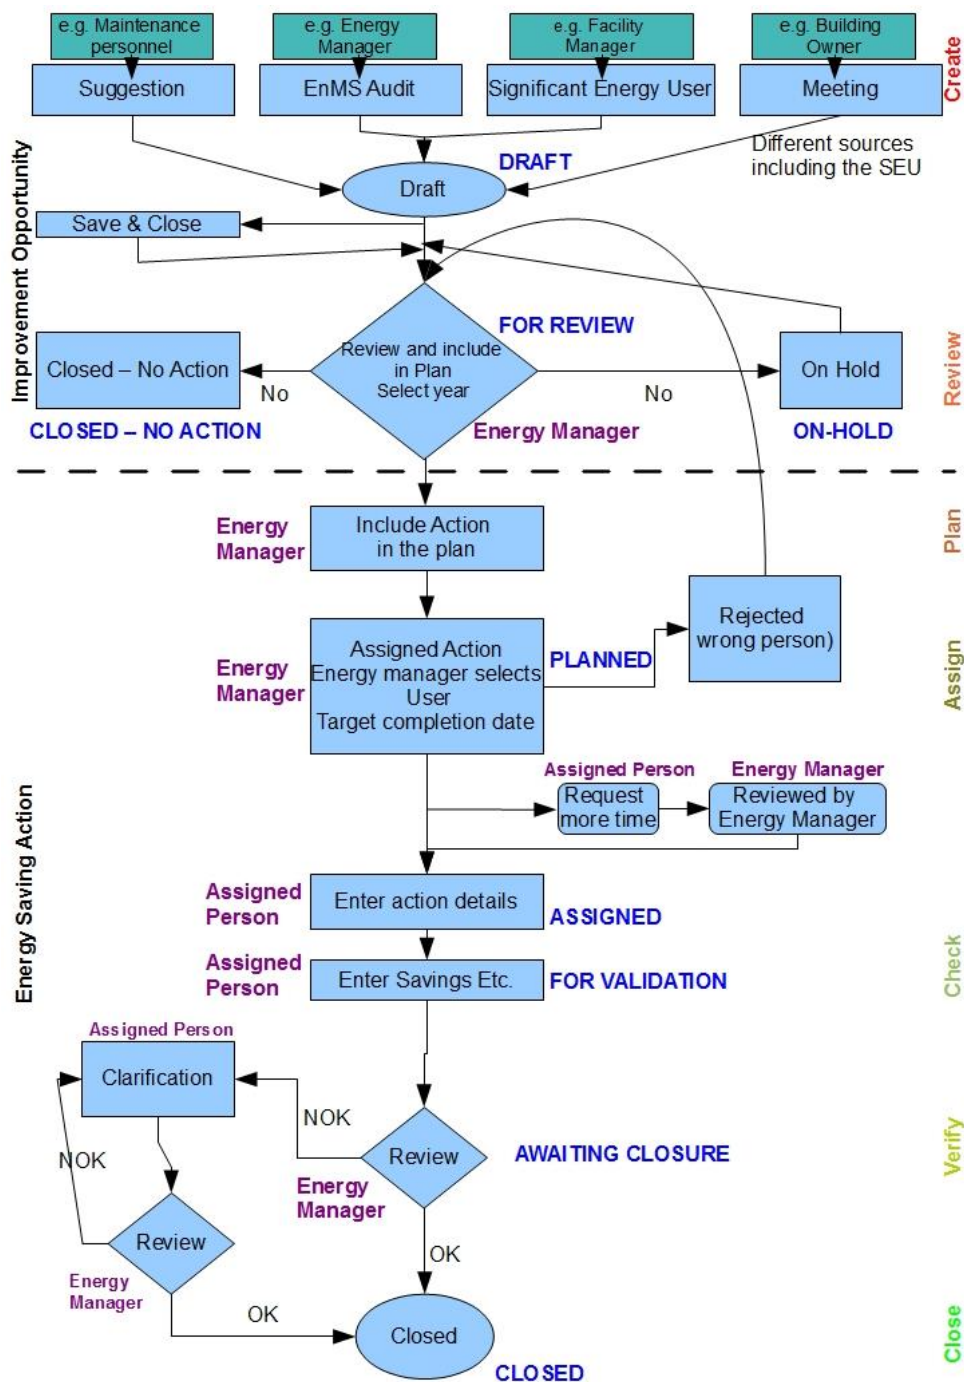 e.g. Maintenance
personnel
e.g. Energy
Manager
e.g. Facility
Manager
e.g. Building
Owner
Create
Suggestion
EnMS Audit
Significant Energy User
Meeting
Different sources
including the SEU
DRAFT
Draft
Improvement Opportunity
Save & Close
FOR REVIEW
Review and include
in Plan
Select year
Closed – No Action
No
No
On Hold
Review
CLOSED – NO ACTION
Energy Manager
ON-HOLD
Energy
Manager
Include Action
in the plan
Plan
Rejected
wrong person)
Energy
Manager
Assigned Action
Energy manager selects
User
Target completion date
PLANNED
Assign
Assigned Person
Energy Manager
Request
more time
Reviewed by
Energy Manager
Energy Saving Action
Assigned
Person
Enter action details
ASSIGNED
Assigned
Person
Enter Savings Etc.
FOR VALIDATION
Check
Assigned Person
Clarification
NOK
NOK
Review
AWAITING CLOSURE
Energy
Manager
Verify
Review
Energy
Manager
OK
OK
Closed
CLOSED
Close